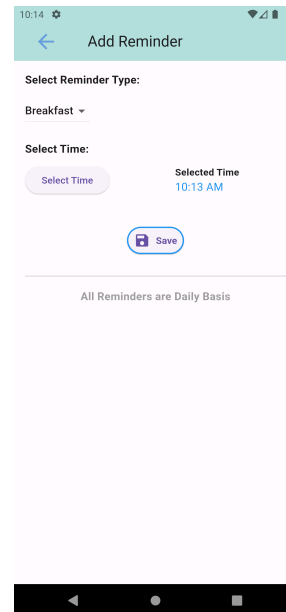 10:14
Add Reminder
Select Reminder Type:
Breakfast
Select Time:
Select Time
Selected Time
10:13 AM
Save
All Reminders are Daily Basis